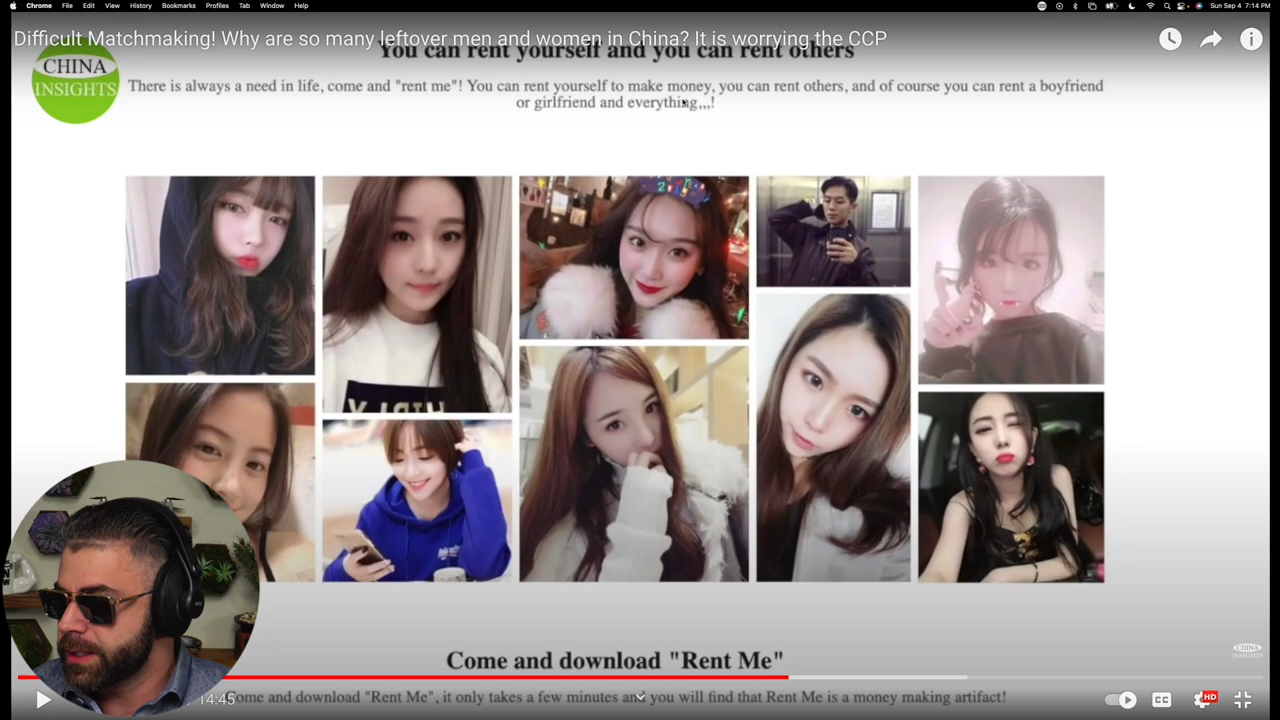 Chrome File Edit View History Bookmarks Profiles Tab Window Help Sun Sep 4 7:14 PM
Difficult Matchmaking! Why are so many leftover men and women in China? It is worrying the CCP
You can rent yourself and you can rent others
CHINA
INSIGHTS
There is always a need in life, come and "rent me"! You can rent yourself to make money, you can rent others, and of course you can rent a boyfriend
or girlfriend and everything,,,!
Come and download "Rent Me"
CHINA
INSIGHTS
14:45
Come and download "Rent Me", it only takes a few minutes and you will find that Rent Me is a money making artifact!
CC
HD